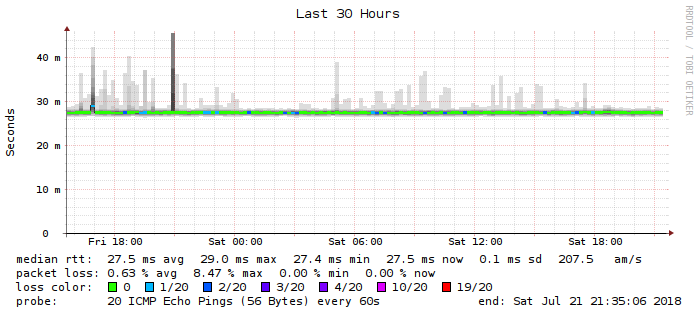 Last 30 Hours
RRDTOOL / TOBI OETIKER
Seconds
40 m
30 m
20 m
10 m
0
Fri 18:00 Sat 00:00 Sat 06:00 Sat 12:00 Sat 18:00
median rtt: 27.5 ms avg 29.0 ms max 27.4 ms min 27.5 ms now 0.1 ms sd 207.5 am/s
packet loss: 0.63 % avg 8.47 % max 0.00 % min 0.00 % now
loss color: 0 1/20 2/20 3/20 4/20 10/20 19/20
probe: 20 ICMP Echo Pings (56 Bytes) every 60s end: Sat Jul 21 21:35:06 2018